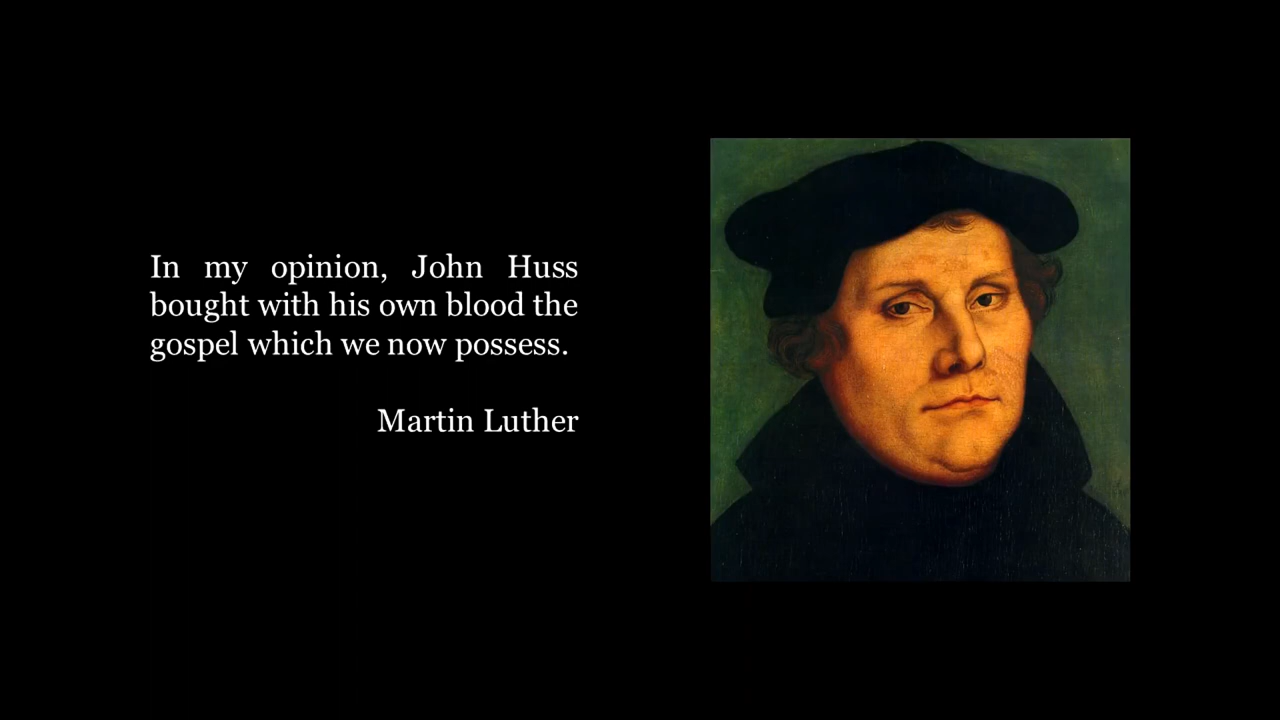 In my opinion, John Huss
bought with his own blood the
gospel which we now possess.
Martin Luther